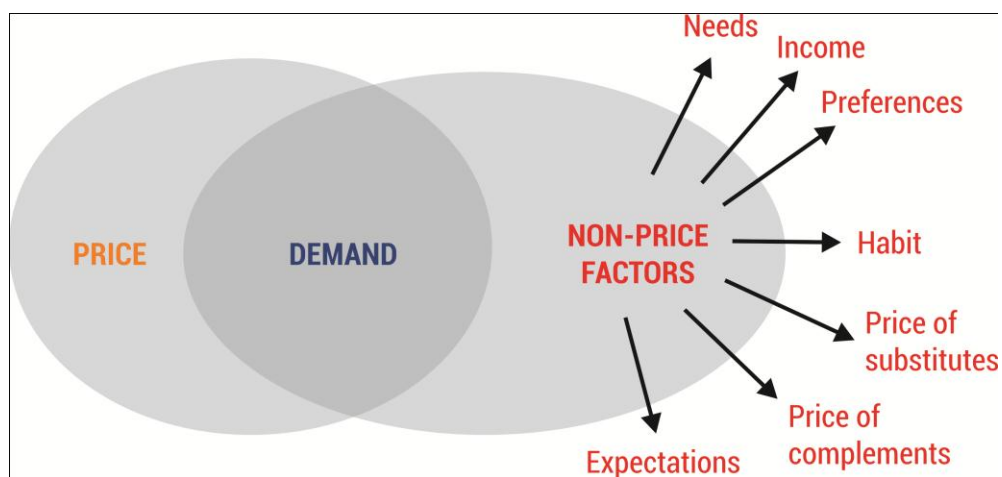 Needs
Income
Preferences
PRICE
DEMAND
NON-PRICE
FACTORS
Habit
Price of
substitutes
Price of
complements
Expectations